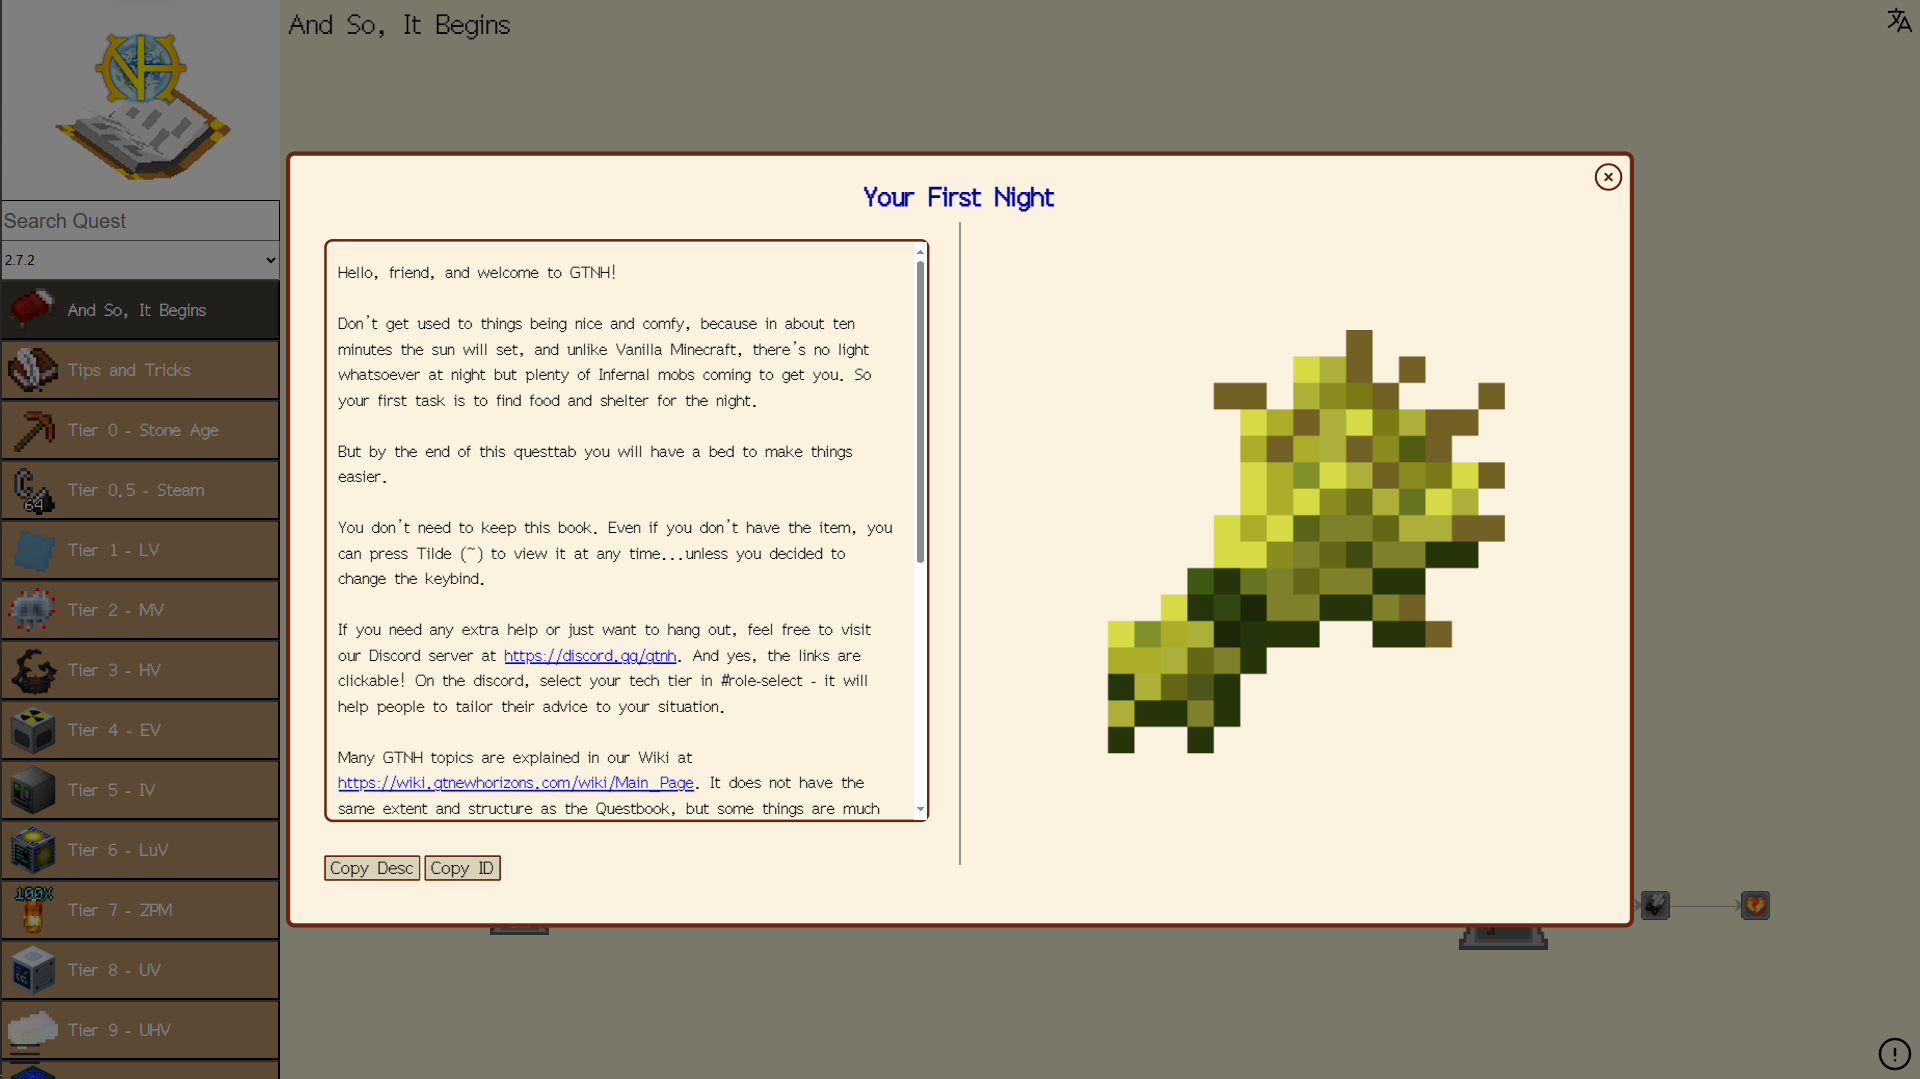 And So, It Begins
Search Quest
2.7.2
And So, It Begins
Tips and Tricks
Tier 0 - Stone Age
64
Tier 0.5 - Steam
Tier 1 - LV
Tier 2 - MV
Tier 3 - HV
Tier 4 - EV
Tier 5 - IV
Tier 6 - LuV
100%
Tier 7 - ZPM
Tier 8 - UV
Tier 9 - UHV
Your First Night
Hello, friend, and welcome to GTNH!
Don't get used to things being nice and comfy, because in about ten
minutes the sun will set, and unlike Vanilla Minecraft, there's no light
whatsoever at night but plenty of Infernal mobs coming to get you. So
your first task is to find food and shelter for the night.
But by the end of this questtab you will have a bed to make things
easier.
You don't need to keep this book. Even if you don't have the item, you
can press Tilde (~) to view it at any time...unless you decided to
change the keybind.
If you need any extra help or just want to hang out, feel free to visit
our Discord server at https://discord.gg/gtnh. And yes, the links are
clickable! On the discord, select your tech tier in #role-select - it will
help people to tailor their advice to your situation.
Many GTNH topics are explained in our Wiki at
https://wiki.gtnewhorizons.com/wiki/Main_Page. It does not have the
same extent and structure as the Questbook, but some things are much
Copy Desc
Copy ID